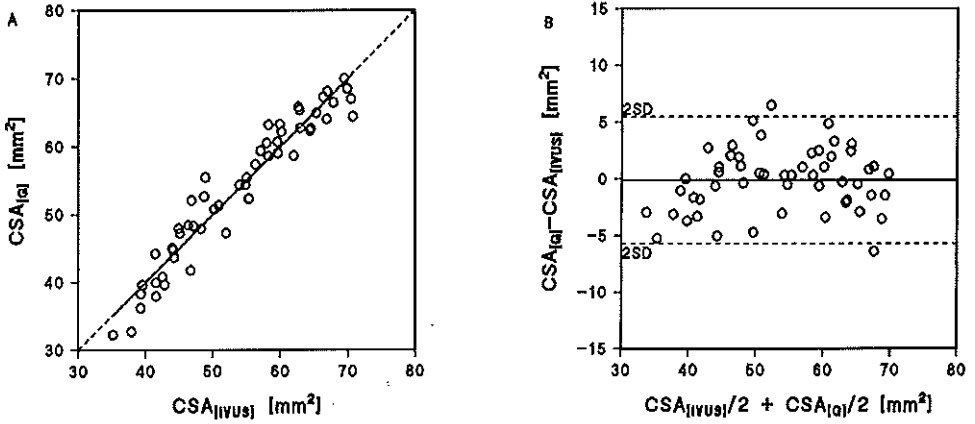 A
80
70
60
50
40
30
CSA[Q] [mm²]
30 40 50 60 70 80
CSA[IVUS] [mm²]
B
15
10
5
0
−5
−10
−15
2SD
2SD
CSA[Q]−CSA[IVUS] [mm²]
30 40 50 60 70 80
CSA[IVUS]/2 + CSA[Q]/2 [mm²]